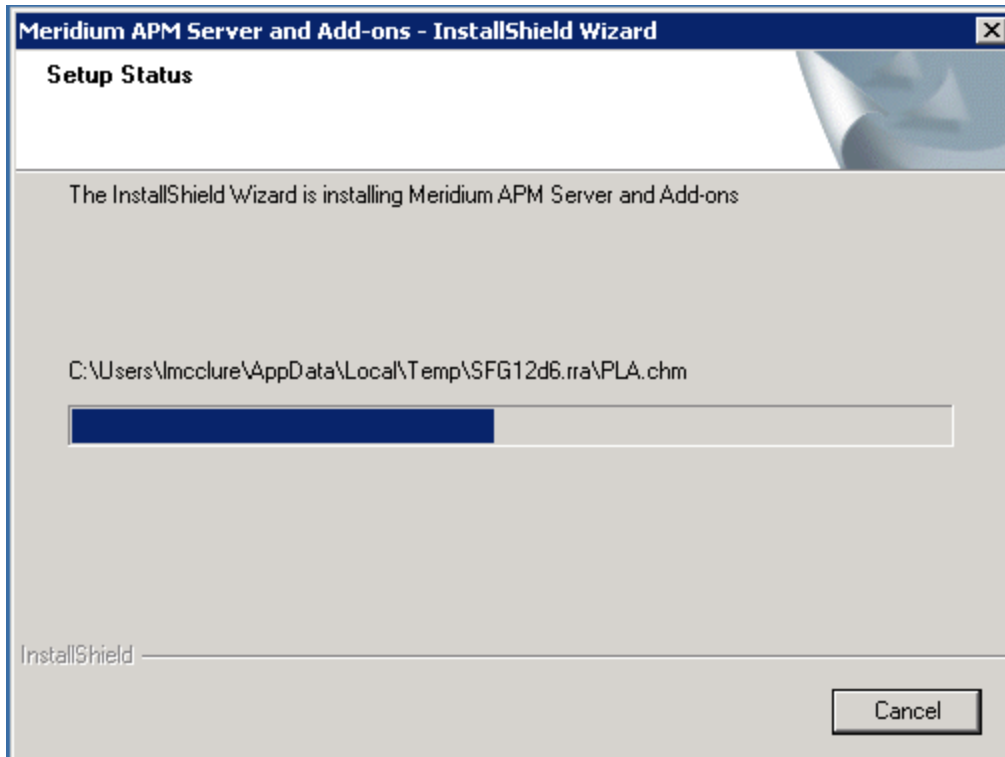 Meridium APM Server and Add-ons - InstallShield Wizard
Setup Status
The InstallShield Wizard is installing Meridium APM Server and Add-ons
C:\Users\lmcclure\AppData\Local\Temp\SFG12d6.rra\PLA.chm
InstallShield
Cancel